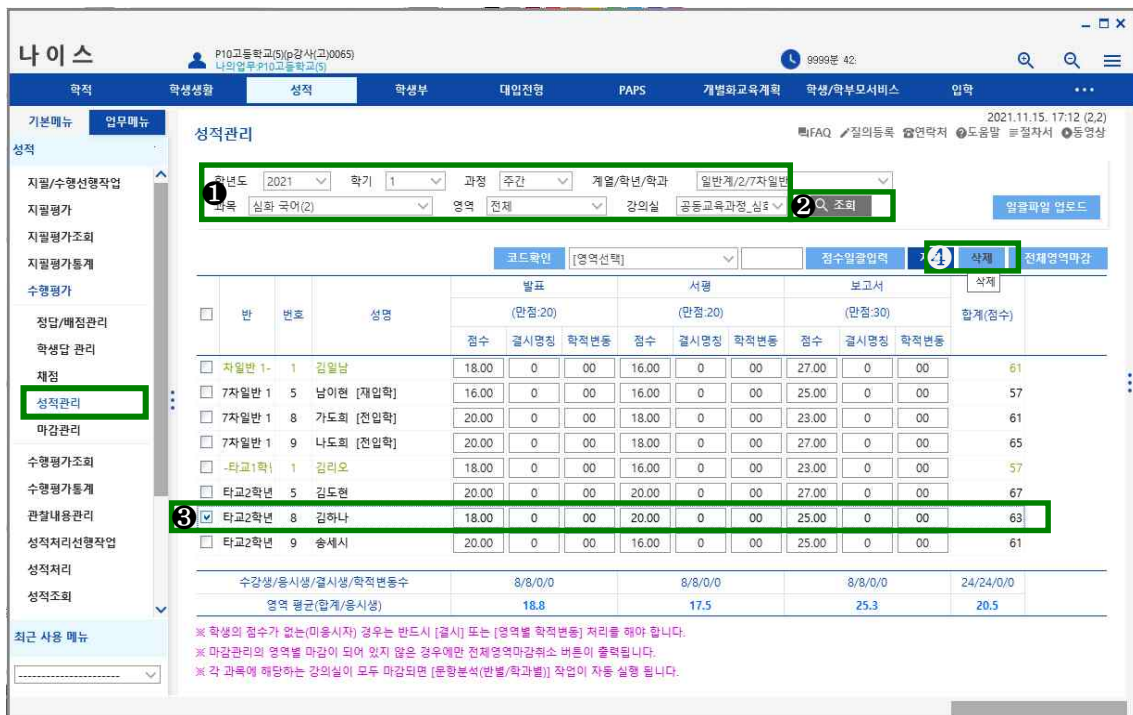 나이스
P10고등학교(5)(p강사(고)0065)
나의업무:P10고등학교(5)
9999분 42:
학적 학생생활 성적 학생부 대입전형 PAPS 개별화교육계획 학생/학부모서비스 입학 •••
기본메뉴 업무메뉴
성적
지필/수행선행작업
지필평가
지필평가조회
지필평가통계
수행평가
정답/배점관리
학생답 관리
채점
성적관리
마감관리
수행평가조회
수행평가통계
관찰내용관리
성적처리선행작업
성적처리
성적조회
최근 사용 메뉴
----------------------
성적관리
2021.11.15. 17:12 (2,2)
FAQ 질의등록 연락처 도움말 절차서 동영상
❶
학년도 2021 학기 1 과정 주간 계열/학년/학과 일반계/2/7차일반
과목 심화 국어(2) 영역 전체 강의실 공동교육과정_심화 ❷ 조회 일괄파일 업로드
코드확인 [영역선택] 점수일괄입력 ④ 삭제 전체영역마감
삭제
반 번호 성명 발표 서평 보고서 합계(점수)
(만점:20) (만점:20) (만점:30)
점수 결시명칭 학적변동 점수 결시명칭 학적변동 점수 결시명칭 학적변동
차일반 1- 1 김일남 18.00 0 00 16.00 0 00 27.00 0 00 61
7차일반 1 5 남이현 [재입학] 16.00 0 00 16.00 0 00 25.00 0 00 57
7차일반 1 8 가도희 [전입학] 20.00 0 00 18.00 0 00 23.00 0 00 61
7차일반 1 9 나도희 [전입학] 20.00 0 00 18.00 0 00 27.00 0 00 65
-타교1학 1 김리오 18.00 0 00 16.00 0 00 23.00 0 00 57
타교2학년 5 김도현 20.00 0 00 20.00 0 00 27.00 0 00 67
❸ 타교2학년 8 김하나 18.00 0 00 20.00 0 00 25.00 0 00 63
타교2학년 9 송세시 20.00 0 00 16.00 0 00 25.00 0 00 61
수강생/응시생/결시생/학적변동수 8/8/0/0 8/8/0/0 8/8/0/0 24/24/0/0
영역 평균(합계/응시생) 18.8 17.5 25.3 20.5
※ 학생의 점수가 없는(미응시자) 경우는 반드시 [결시] 또는 [영역별 학적변동] 처리를 해야 합니다.
※ 마감관리의 영역별 마감이 되어 있지 않은 경우에만 전체영역마감취소 버튼이 출력됩니다.
※ 각 과목에 해당하는 강의실이 모두 마감되면 [문항분석(반별/학과별)] 작업이 자동 실행 됩니다.